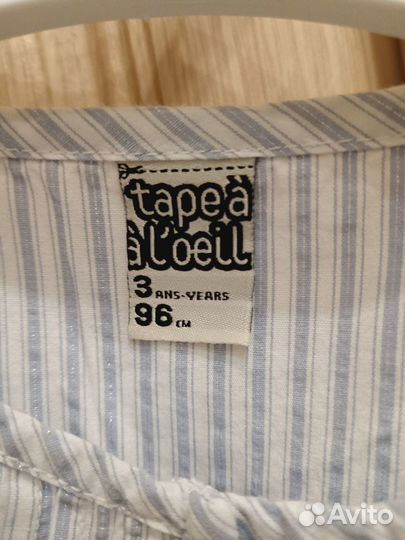 tape à
à l'oeil
3 ANS-YEARS
96 CM
Avito